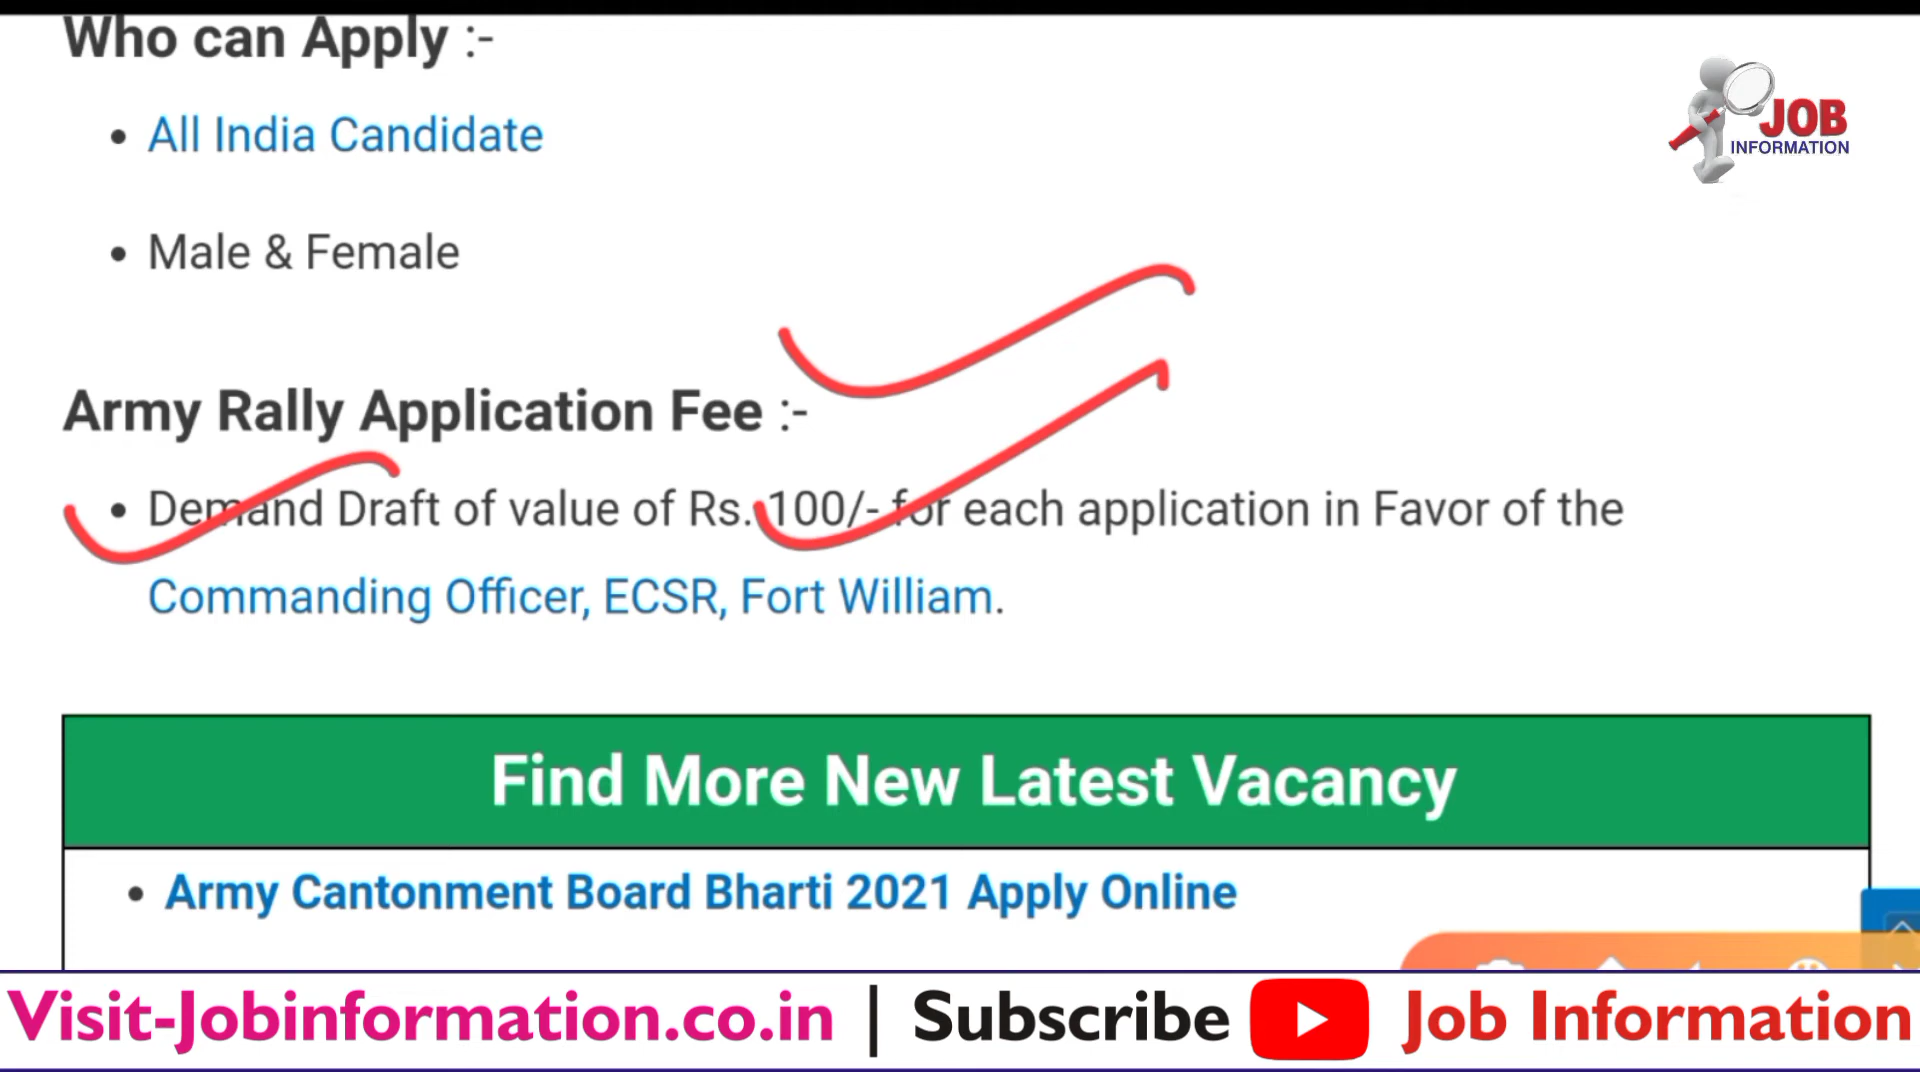 Who can Apply :-
JOB
INFORMATION
• All India Candidate
• Male & Female
Army Rally Application Fee :-
• Demand Draft of value of Rs. 100/- for each application in Favor of the
Commanding Officer, ECSR, Fort William.
Find More New Latest Vacancy
• Army Cantonment Board Bharti 2021 Apply Online
Visit-Jobinformation.co.in | Subscribe Job Information